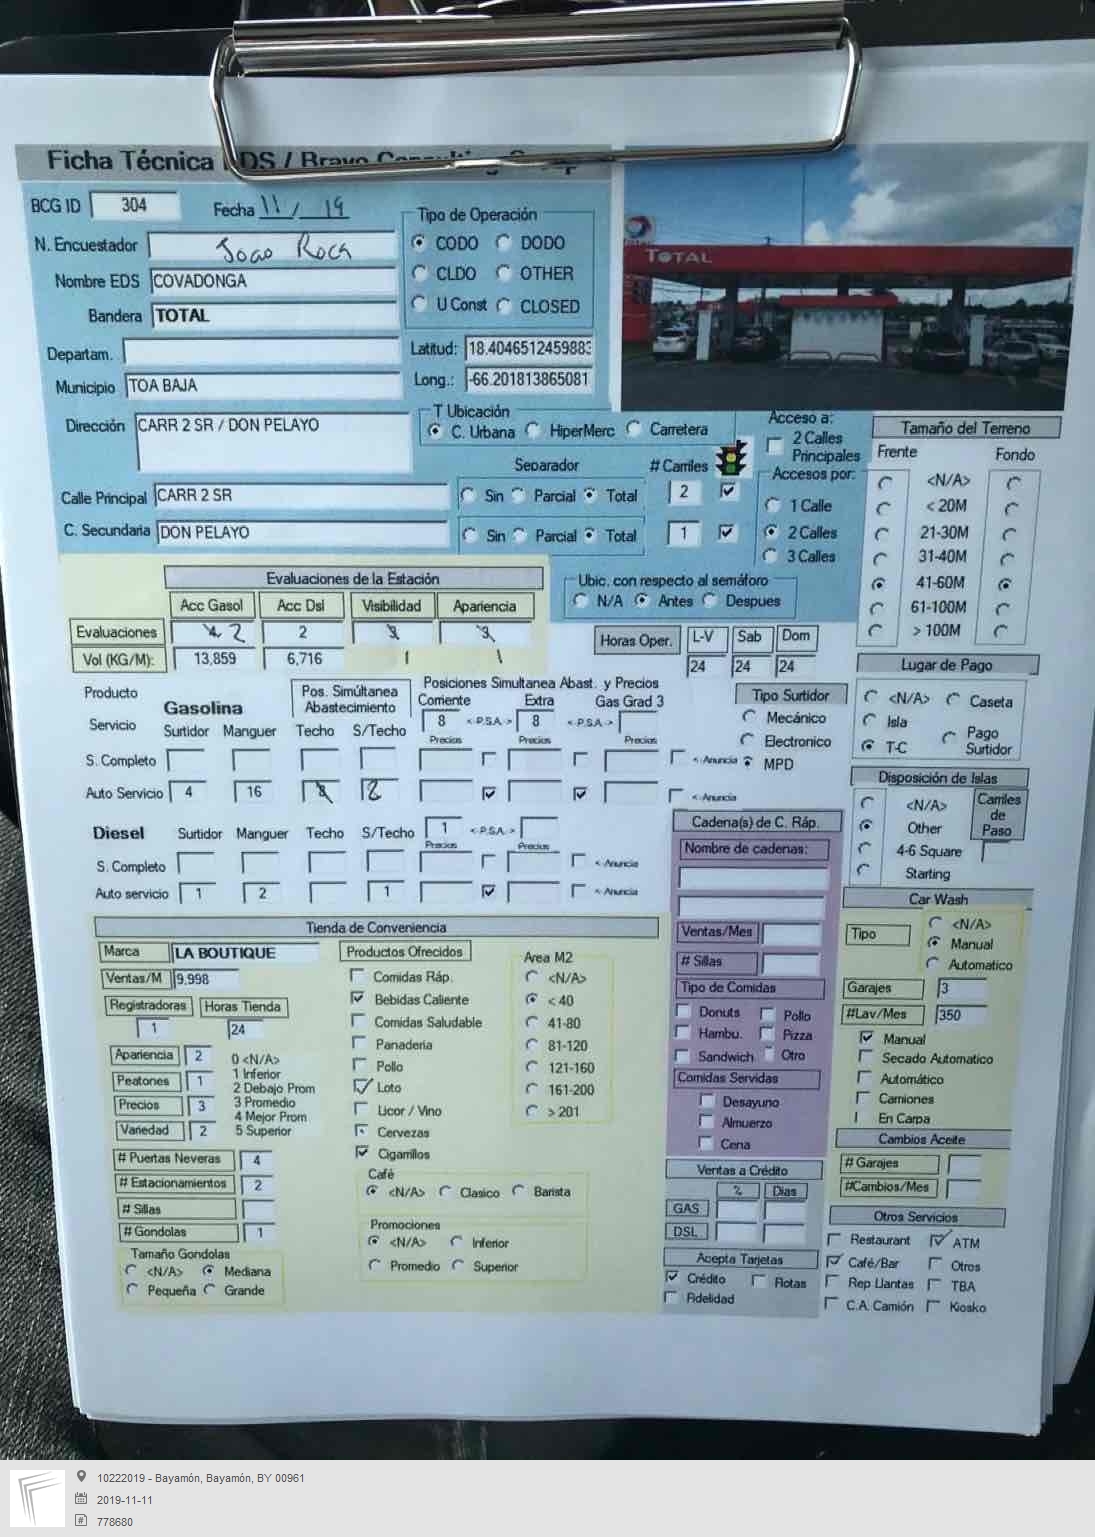 Ficha Técnica EDS / Bravo Consulting Group
BCG ID 304 Fecha 11 / 19
N. Encuestador Joao Roca
Nombre EDS COVADONGA
Bandera TOTAL
Departam.
Municipio TOA BAJA
Tipo de Operación
CODO DODO
CLDO OTHER
U Const CLOSED
Latitud: 18.404651245988
Long.: -66.201813865081
TOTAL
Dirección CARR 2 SR / DON PELAYO
T Ubicación
C. Urbana HiperMerc Carretera
Separador # Carriles
Calle Principal CARR 2 SR Sin Parcial Total 2
C. Secundaria DON PELAYO Sin Parcial Total 1
Acceso a:
2 Calles
Principales
Accesos por:
1 Calle
2 Calles
3 Calles
Tamaño del Terreno
Frente Fondo
<N/A>
< 20M
21-30M
31-40M
41-60M
61-100M
> 100M
Evaluaciones de la Estación
Acc Gasol Acc Dsl Visibilidad Apariencia
Evaluaciones 4 2 2 3 3
Vol (KG/M): 13,859 6,716 1 1
Ubic. con respecto al semáforo
N/A Antes Despues
Horas Oper. L-V Sab Dom
24 24 24
Lugar de Pago
<N/A> Caseta
Isla Pago
T-C Surtidor
Producto
Servicio
Gasolina
Pos. Simúltanea
Abastecimiento
Posiciones Simultanea Abast. y Precios
Corriente Extra Gas Grad 3
8 <-P.S.A.-> 8 <-P.S.A.->
Surtidor Manguer Techo S/Techo Precios Precios Precios
S. Completo <-Anuncia
Auto Servicio 4 16 8 2 <-Anuncia
Tipo Surtidor
Mecánico
Electronico
MPD
Disposición de Islas
<N/A>
Other
4-6 Square
Starting
Carriles
de
Paso
Diesel Surtidor Manguer Techo S/Techo 1 <-P.S.A.->
Precios Precios
S. Completo <-Anuncia
Auto servicio 1 2 1 <-Anuncia
Cadena(s) de C. Ráp.
Nombre de cadenas:
Ventas/Mes
# Sillas
Tipo de Comidas
Donuts Pollo
Hambu. Pizza
Sandwich Otro
Comidas Servidas
Desayuno
Almuerzo
Cena
Car Wash
Tipo
<N/A>
Manual
Automatico
Garajes 3
#Lav/Mes 350
Manual
Secado Automatico
Automático
Camiones
En Carpa
Cambios Aceite
# Garajes
#Cambios/Mes
Tienda de Conveniencia
Marca LA BOUTIQUE
Ventas/M 9,998
Registradoras Horas Tienda
1 24
Apariencia 2
Peatones 1
Precios 3
Variedad 2
0 <N/A>
1 Inferior
2 Debajo Prom
3 Promedio
4 Mejor Prom
5 Superior
# Puertas Neveras 4
# Estacionamientos 2
# Sillas
# Gondolas 1
Tamaño Gondolas
<N/A> Mediana
Pequeña Grande
Productos Ofrecidos
Comidas Ráp.
Bebidas Caliente
Comidas Saludable
Panaderia
Pollo
Loto
Licor / Vino
Cervezas
Cigarrillos
Area M2
<N/A>
< 40
41-80
81-120
121-160
161-200
> 201
Café
<N/A> Clasico Barista
Promociones
<N/A> Inferior
Promedio Superior
Ventas a Crédito
% Dias
GAS
DSL
Acepta Tarjetas
Crédito Flotas
Fidelidad
Otros Servicios
Restaurant ATM
Café/Bar Otros
Rep Llantas TBA
C.A. Camión Kiosko
10222019 - Bayamón, Bayamón, BY 00961
2019-11-11
778680